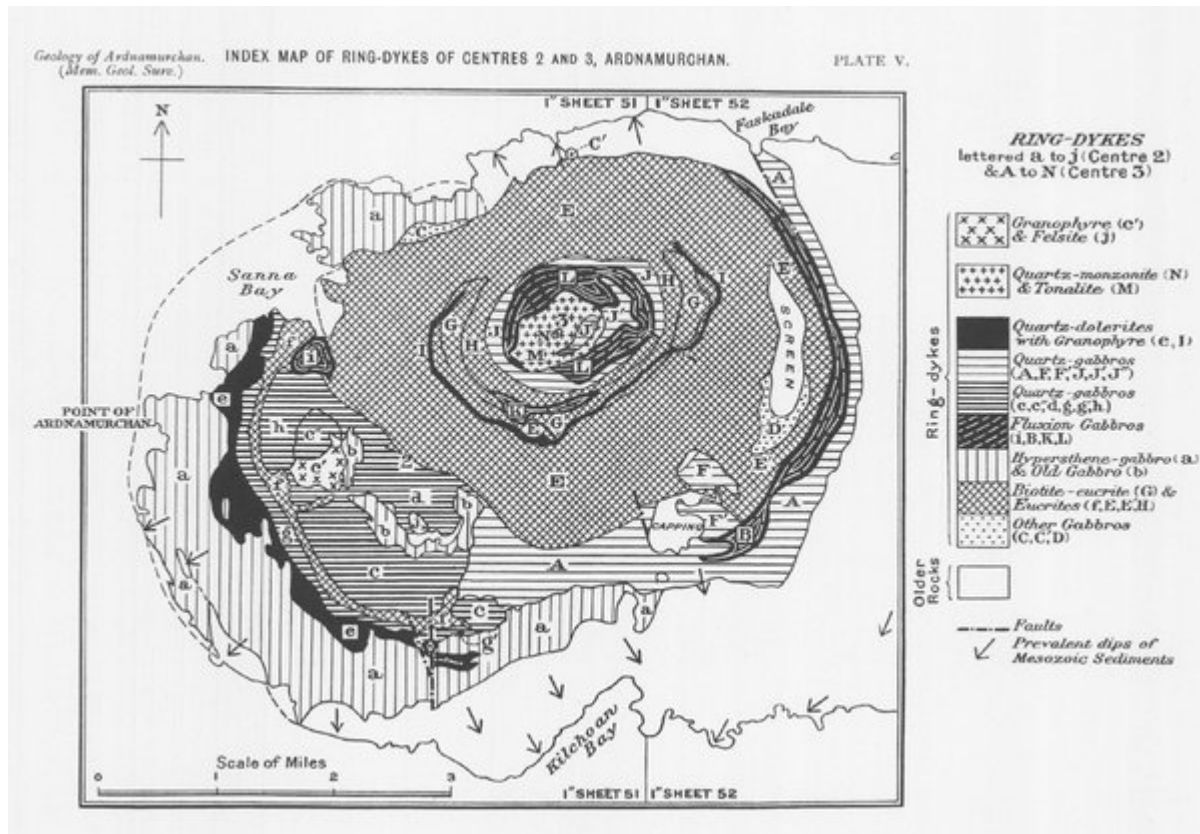 Geology of Ardnamurchan.
(Mem. Geol. Surv.)
INDEX MAP OF RING-DYKES OF CENTRES 2 AND 3, ARDNAMURCHAN.
PLATE V.
1" SHEET 51
1" SHEET 52
N
Faskadale
Bay
C'
A
a
c
E
Sanna
Bay
L
J
H
I
G
E
SCREEN
G
H
J
J
3
J
N
M
I
L
a
f
i
e
POINT OF
ARDNAMURCHAN
h
c"
b
c'
2
K
E
G
D
E
F
E
a
f
d
b
b
g
CAPPING
F'
B
A
c
A
a
c
e
g'
a
a
a
Kilchoan
Bay
Scale of Miles
0 1 2 3
1" SHEET 51
1" SHEET 52
RING-DYKES
lettered a to j (Centre 2)
& A to N (Centre 3)
Granophyre (c')
& Felsite (j)
Quartz-monzonite (N)
& Tonalite (M)
Quartz-dolerites
with Granophyre (e, I)
Quartz-gabbros
(A, F, F', J, J', J")
Quartz-gabbros
(c, c", d, g, g', h)
Fluxion Gabbros
(i, B, K, L)
Hypersthene-gabbro (a)
& Old Gabbro (b)
Biotite-eucrite (G) &
Eucrites (f, E, E', H)
Other Gabbros
(C, C', D)
Ring-dykes
Older
Rocks
Faults
Prevalent dips of
Mesozoic Sediments